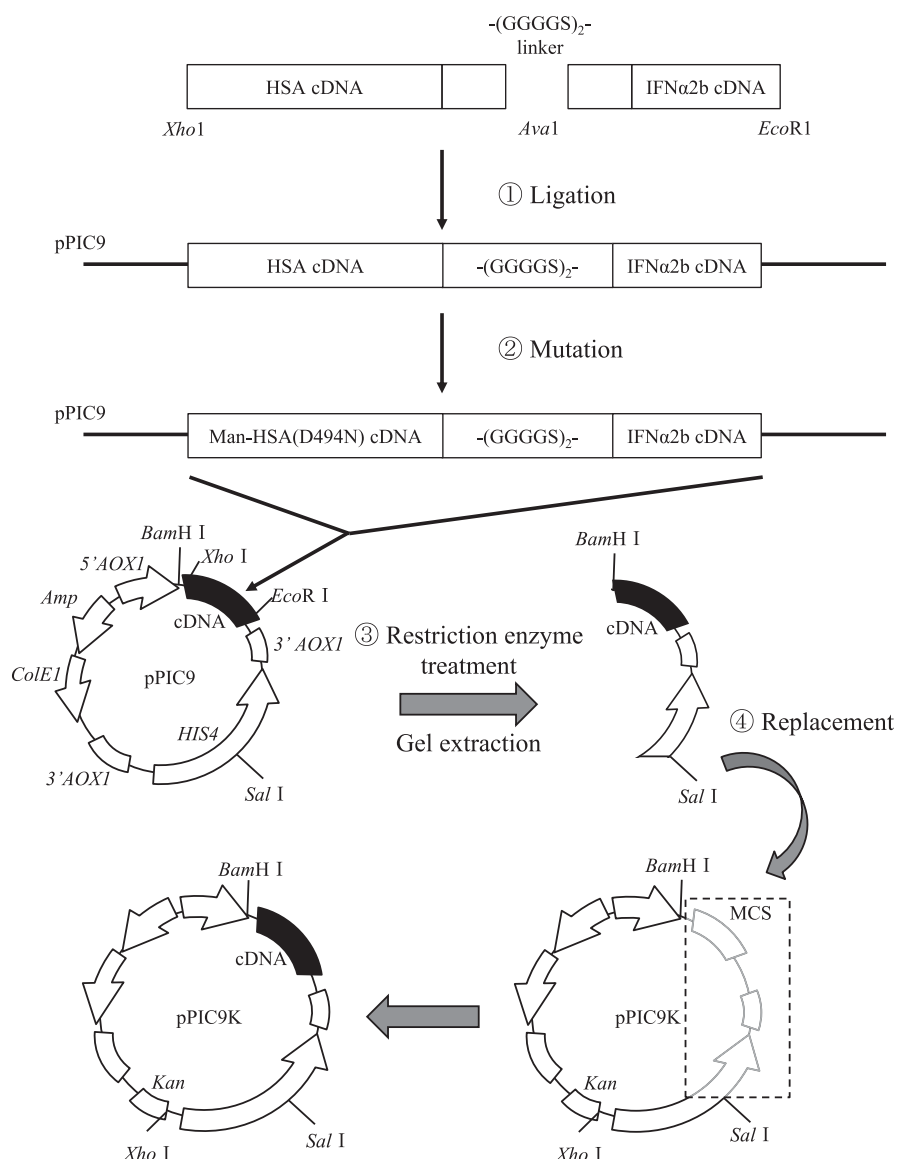 -(GGGGS)2-
linker
HSA cDNA
IFNα2b cDNA
Xho1
Ava1
EcoR1
① Ligation
pPIC9
HSA cDNA
-(GGGGS)2-
IFNα2b cDNA
② Mutation
pPIC9
Man-HSA(D494N) cDNA
-(GGGGS)2-
IFNα2b cDNA
BamH I
Xho I
5’AOX1
EcoR I
Amp
cDNA
3’ AOX1
ColE1
pPIC9
HIS4
3’AOX1
Sal I
③ Restriction enzyme
treatment
Gel extraction
BamH I
cDNA
Sal I
④ Replacement
BamH I
cDNA
pPIC9K
Kan
Xho I
Sal I
BamH I
MCS
pPIC9K
Kan
Xho I
Sal I